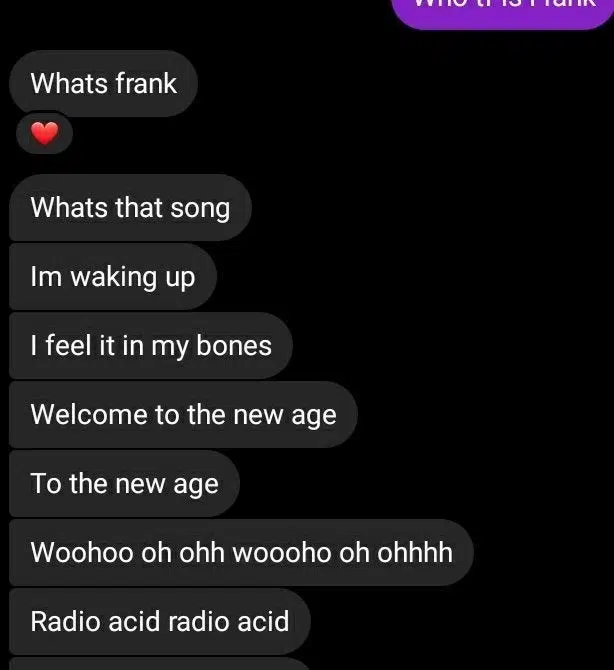 Whats frank
❤️
Whats that song
Im waking up
I feel it in my bones
Welcome to the new age
To the new age
Woohoo oh ohh woooho oh ohhhh
Radio acid radio acid